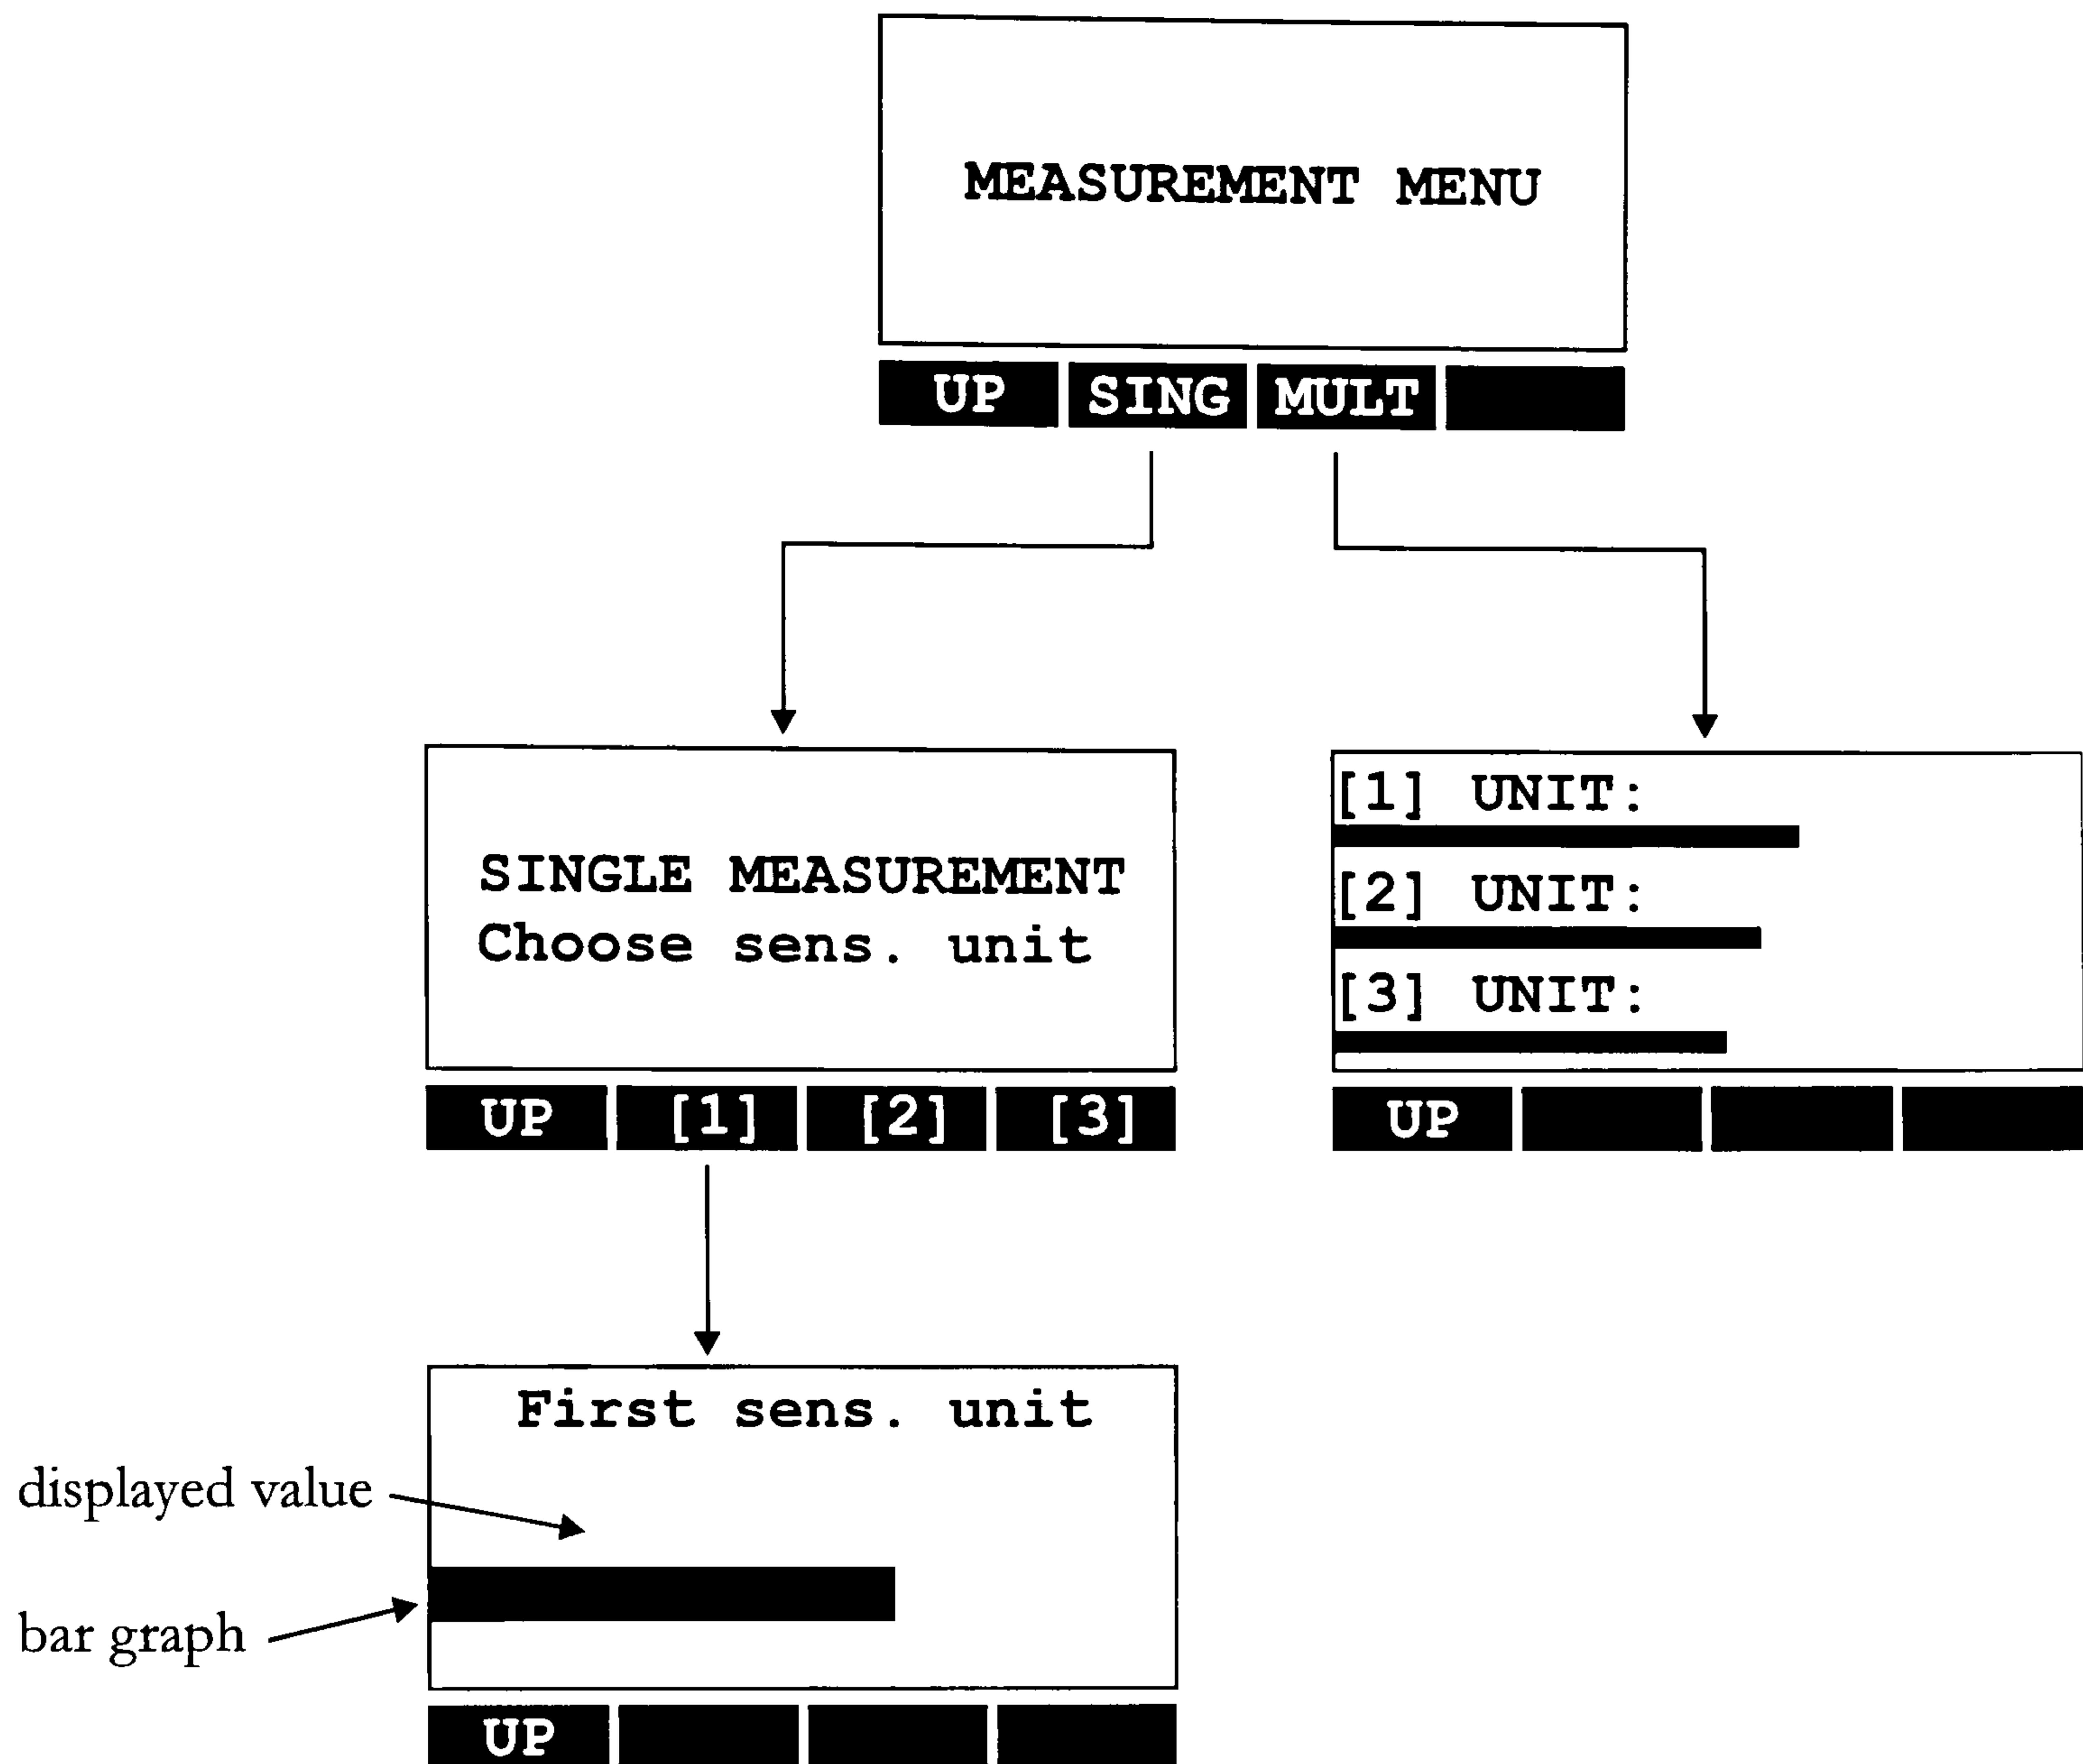 MEASUREMENT MENU
UP SING MULT
SINGLE MEASUREMENT
Choose sens. unit
UP [1] [2] [3]
[1] UNIT:
[2] UNIT:
[3] UNIT:
UP
First sens. unit
displayed value
bar graph
UP